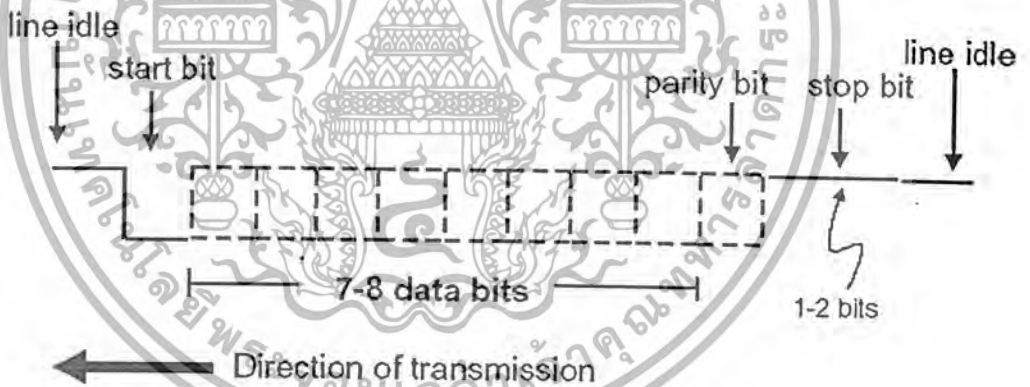 line idle
start bit
parity bit
stop bit
line idle
7-8 data bits
1-2 bits
Direction of transmission